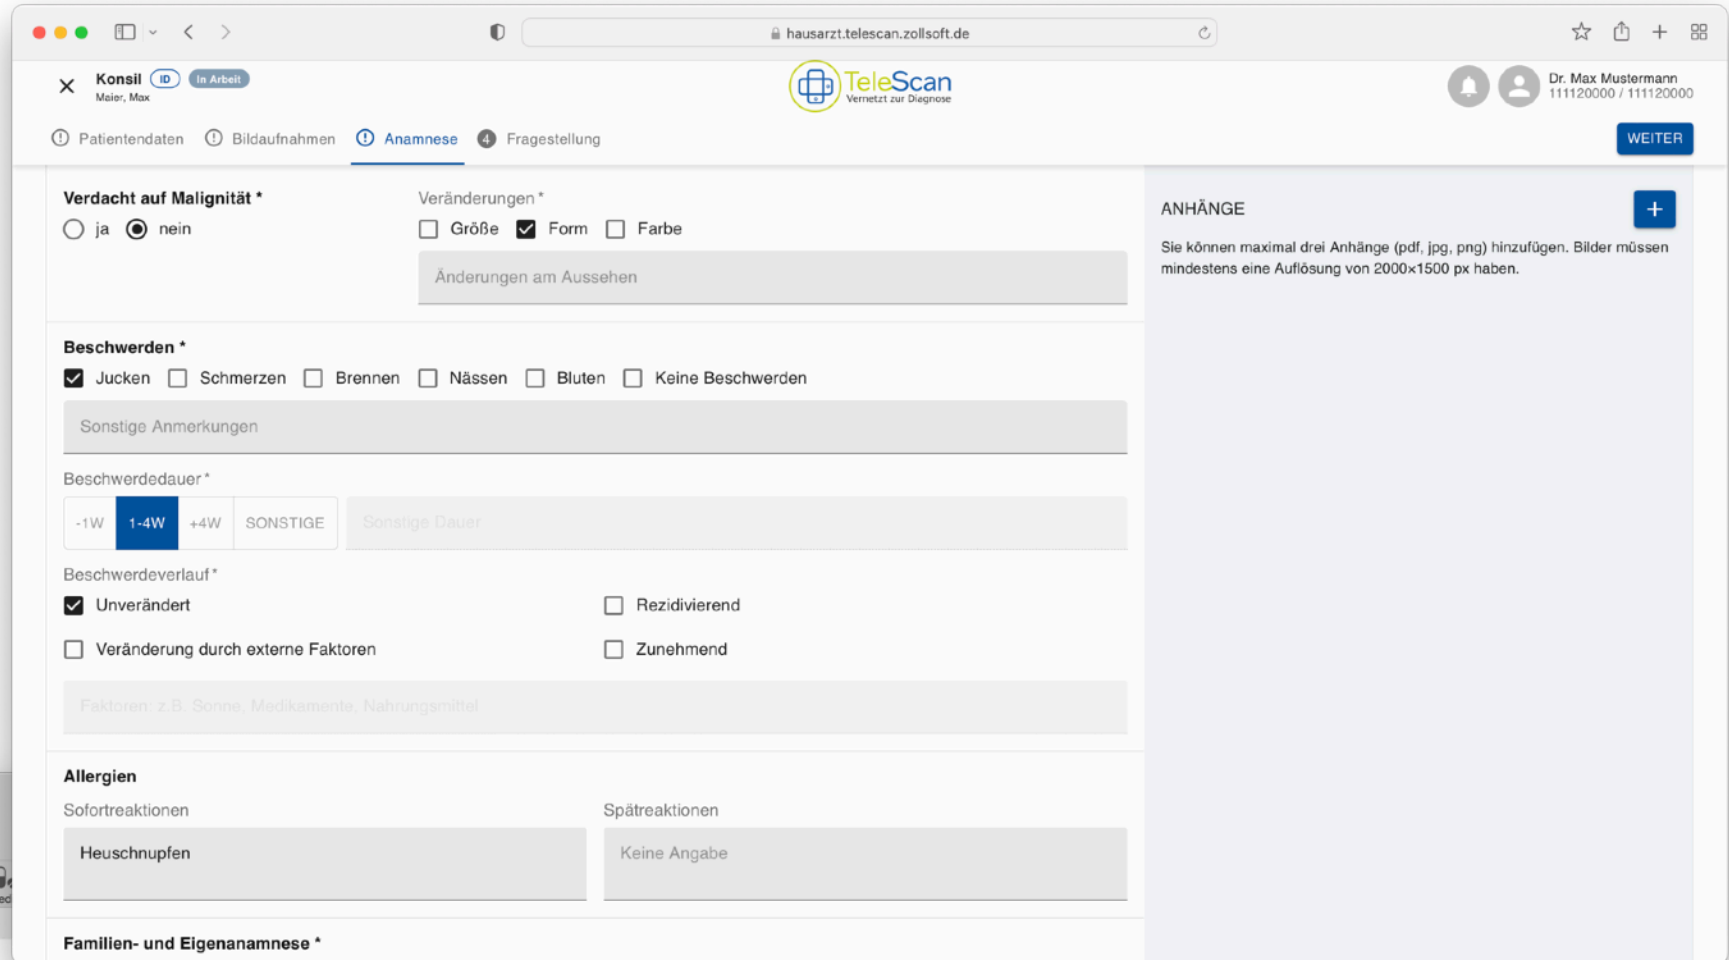 hausarzt.telescan.zollsoft.de
Konsil ID In Arbeit
Maier, Max
TeleScan
Vernetzt zur Diagnose
Dr. Max Mustermann
111120000 / 111120000
Patientendaten Bildaufnahmen Anamnese 4 Fragestellung
WEITER
Verdacht auf Malignität *
ja nein
Veränderungen *
Größe Form Farbe
Änderungen am Aussehen
Beschwerden *
Jucken Schmerzen Brennen Nässen Bluten Keine Beschwerden
Sonstige Anmerkungen
Beschwerdedauer *
-1W 1-4W +4W SONSTIGE Sonstige Dauer
Beschwerdeverlauf *
Unverändert Rezidivierend
Veränderung durch externe Faktoren Zunehmend
Faktoren: z.B. Sonne, Medikamente, Nahrungsmittel
Allergien
Sofortreaktionen Spätreaktionen
Heuschnupfen Keine Angabe
Familien- und Eigenanamnese *
ANHÄNGE
Sie können maximal drei Anhänge (pdf, jpg, png) hinzufügen. Bilder müssen
mindestens eine Auflösung von 2000×1500 px haben.